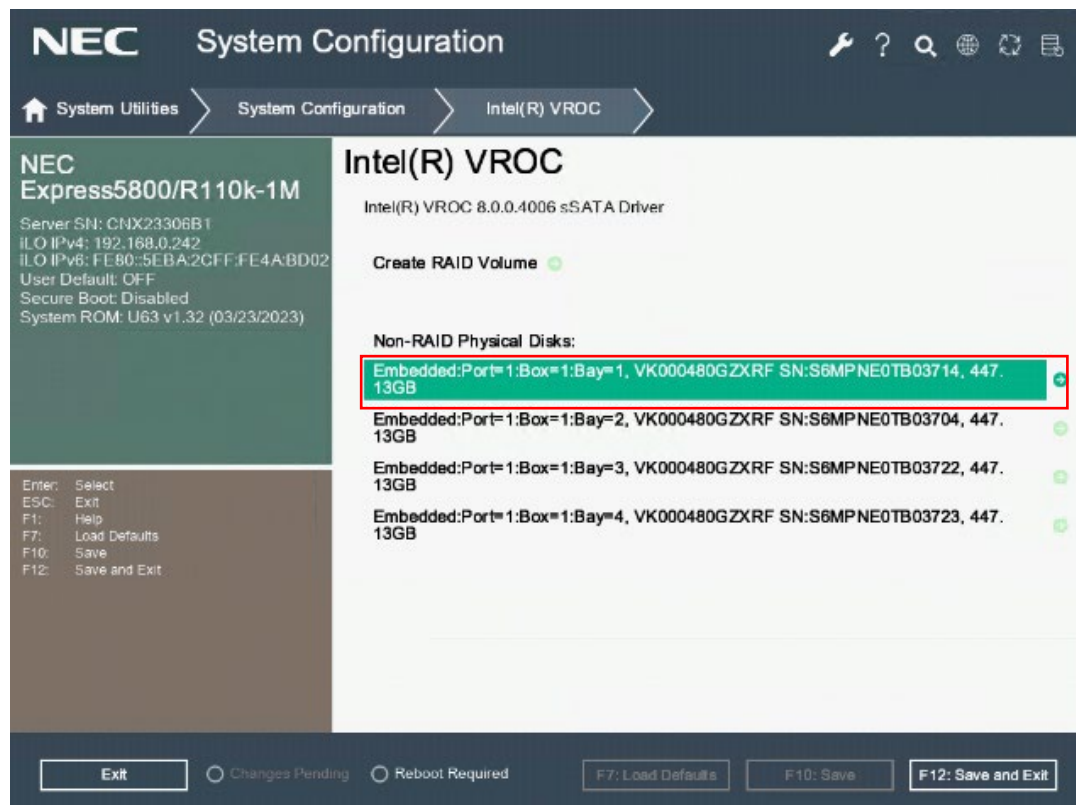 NEC System Configuration
System Utilities System Configuration Intel(R) VROC
NEC
Express5800/R110k-1M
Server SN: CNX23306B1
iLO IPv4: 192.168.0.242
iLO IPv6: FE80::5EBA:2CFF:FE4A:BD02
User Default: OFF
Secure Boot: Disabled
System ROM: U63 v1.32 (03/23/2023)
Enter: Select
ESC: Exit
F1: Help
F7: Load Defaults
F10: Save
F12: Save and Exit
Intel(R) VROC
Intel(R) VROC 8.0.0.4006 sSATA Driver
Create RAID Volume
Non-RAID Physical Disks:
Embedded:Port=1:Box=1:Bay=1, VK000480GZXRF SN:S6MPNE0TB03714, 447.
13GB
Embedded:Port=1:Box=1:Bay=2, VK000480GZXRF SN:S6MPNE0TB03704, 447.
13GB
Embedded:Port=1:Box=1:Bay=3, VK000480GZXRF SN:S6MPNE0TB03722, 447.
13GB
Embedded:Port=1:Box=1:Bay=4, VK000480GZXRF SN:S6MPNE0TB03723, 447.
13GB
Exit Changes Pending Reboot Required F7: Load Defaults F10: Save F12: Save and Exit